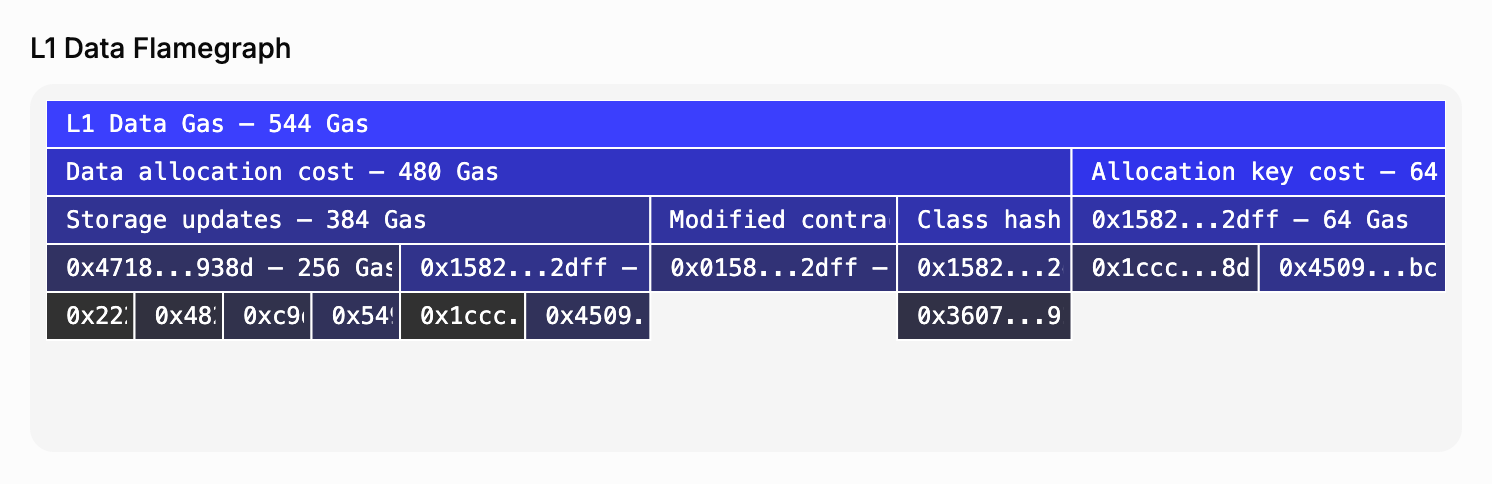 L1 Data Flamegraph
L1 Data Gas – 544 Gas
Data allocation cost – 480 Gas
Allocation key cost – 64
Storage updates – 384 Gas
Modified contra
Class hash
0x1582...2dff – 64 Gas
0x4718...938d – 256 Gas
0x1582...2dff –
0x0158...2dff –
0x1582...2
0x1ccc...8d
0x4509...bc
0x22
0x48
0xc9
0x54
0x1ccc.
0x4509.
0x3607...9